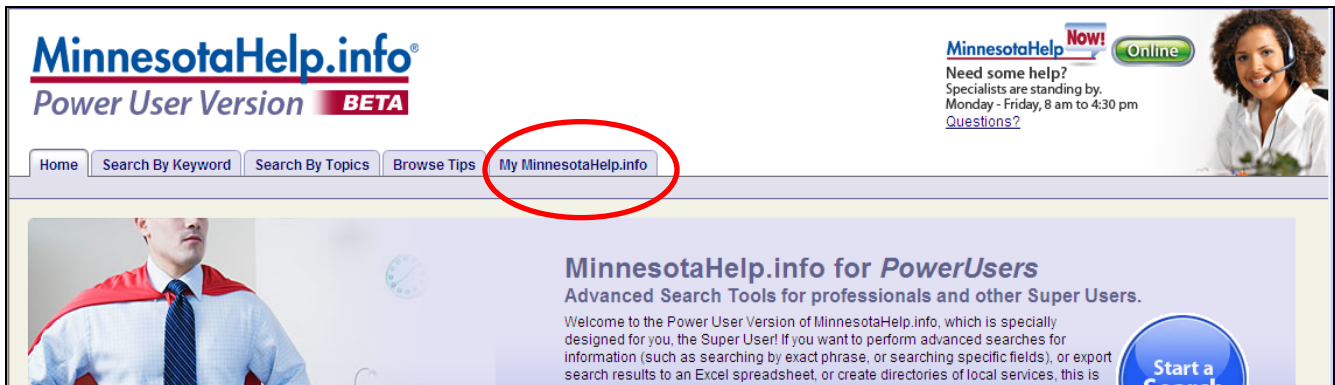 MinnesotaHelp.info®
Power User Version BETA
MinnesotaHelp Now! Online
Need some help?
Specialists are standing by.
Monday - Friday, 8 am to 4:30 pm
Questions?
Home Search By Keyword Search By Topics Browse Tips My MinnesotaHelp.info
MinnesotaHelp.info for PowerUsers
Advanced Search Tools for professionals and other Super Users.
Welcome to the Power User Version of MinnesotaHelp.info, which is specially
designed for you, the Super User! If you want to perform advanced searches for
information (such as searching by exact phrase, or searching specific fields), or export
search results to an Excel spreadsheet, or create directories of local services, this is
Start a
Search